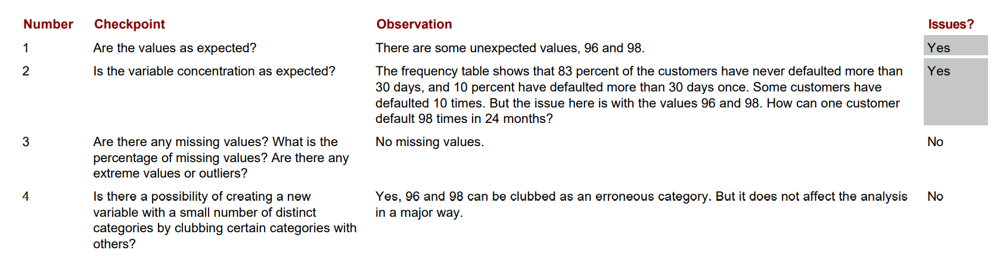 Number Checkpoint Observation Issues?
1 Are the values as expected? There are some unexpected values, 96 and 98. Yes
2 Is the variable concentration as expected? The frequency table shows that 83 percent of the customers have never defaulted more than Yes
30 days, and 10 percent have defaulted more than 30 days once. Some customers have
defaulted 10 times. But the issue here is with the values 96 and 98. How can one customer
default 98 times in 24 months?
3 Are there any missing values? What is the No missing values. No
percentage of missing values? Are there any
extreme values or outliers?
4 Is there a possibility of creating a new Yes, 96 and 98 can be clubbed as an erroneous category. But it does not affect the analysis No
variable with a small number of distinct in a major way.
categories by clubbing certain categories with
others?